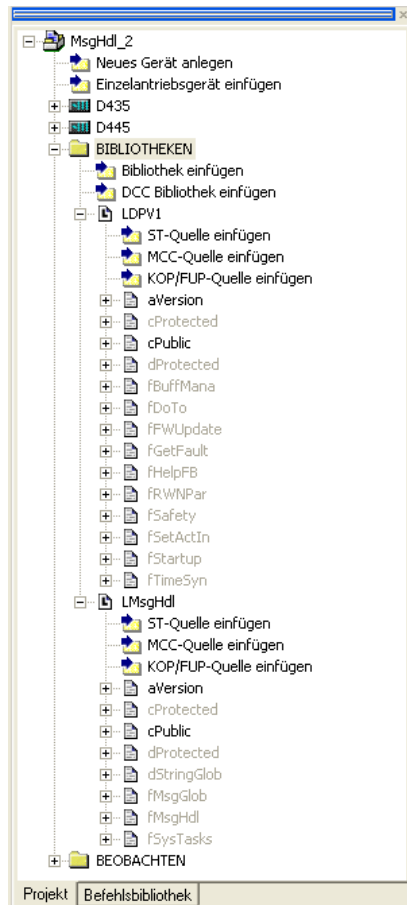 MsgHdl_2
Neues Gerät anlegen
Einzelantriebsgerät einfügen
D435
D445
BIBLIOTHEKEN
Bibliothek einfügen
DCC Bibliothek einfügen
LDPV1
ST-Quelle einfügen
MCC-Quelle einfügen
KOP/FUP-Quelle einfügen
aVersion
cProtected
cPublic
dProtected
fBuffMana
fDoTo
fFWUpdate
fGetFault
fHelpFB
fRWNPar
fSafety
fSetActIn
fStartup
fTimeSyn
LMsgHdl
ST-Quelle einfügen
MCC-Quelle einfügen
KOP/FUP-Quelle einfügen
aVersion
cProtected
cPublic
dProtected
dStringGlob
fMsgGlob
fMsgHdl
fSysTasks
BEOBACHTEN
Projekt Befehlsbibliothek